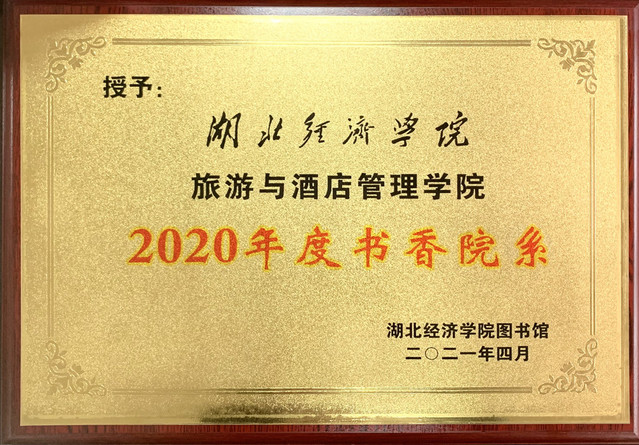 授予：
湖北经济学院
旅游与酒店管理学院
2020年度书香院系
湖北经济学院图书馆
二〇二一年四月